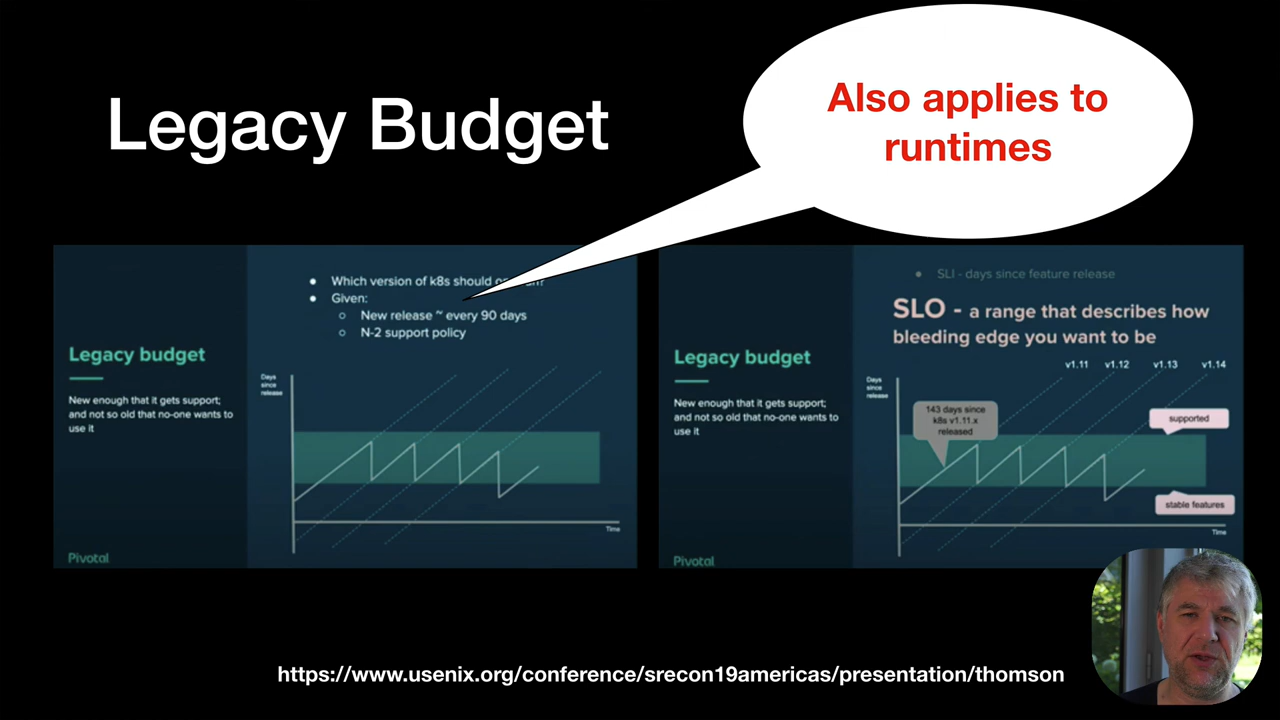 Legacy Budget
Also applies to
runtimes
Which version of k8s should
Given:
New release ~ every 90 days
N-2 support policy
Legacy budget
New enough that it gets support;
and not so old that no-one wants to
use it
Days
since
release
Time
Pivotal
SLI - days since feature release
SLO - a range that describes how
bleeding edge you want to be
Legacy budget
New enough that it gets support;
and not so old that no-one wants to
use it
v1.11 v1.12 v1.13 v1.14
Days
since
release
143 days since
k8s v1.11.x
released
supported
stable features
Time
Pivotal
https://www.usenix.org/conference/srecon19americas/presentation/thomson